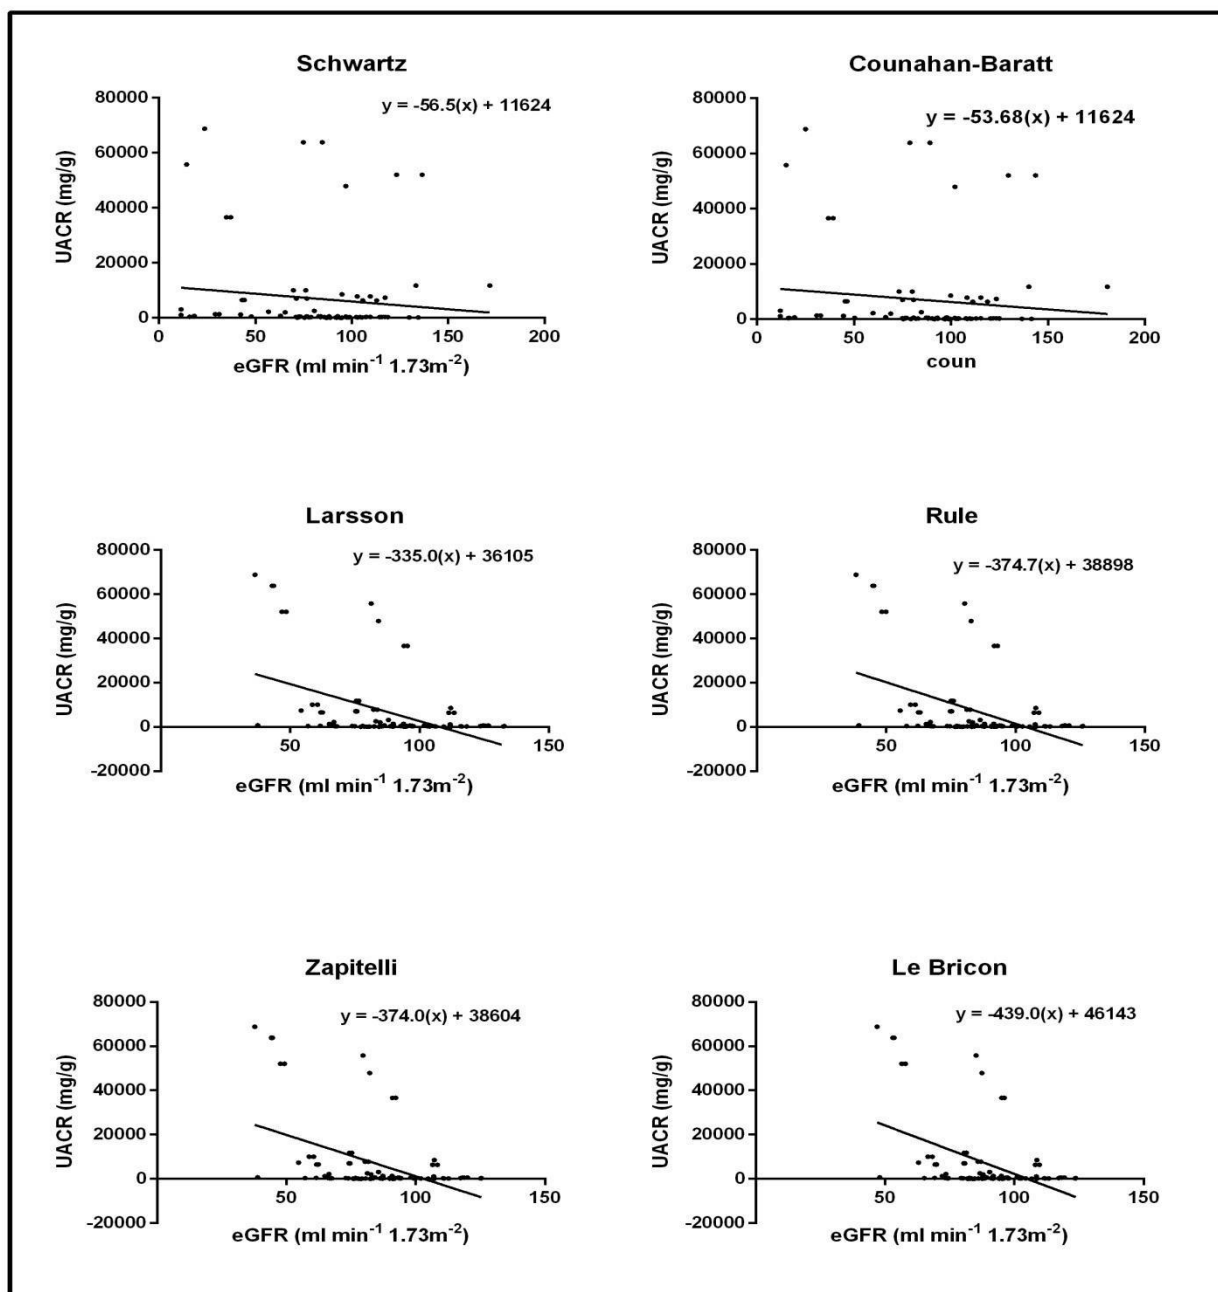 Schwartz
y = -56.5(x) + 11624
UACR (mg/g)
80000
60000
40000
20000
0
0 50 100 150 200
eGFR (ml min⁻¹ 1.73m⁻²)
Counahan-Baratt
y = -53.68(x) + 11624
UACR (mg/g)
80000
60000
40000
20000
0
0 50 100 150 200
coun
Larsson
y = -335.0(x) + 36105
UACR (mg/g)
80000
60000
40000
20000
0
-20000
50 100 150
eGFR (ml min⁻¹ 1.73m⁻²)
Rule
y = -374.7(x) + 38898
UACR (mg/g)
80000
60000
40000
20000
0
-20000
50 100 150
eGFR (ml min⁻¹ 1.73m⁻²)
Zapitelli
y = -374.0(x) + 38604
UACR (mg/g)
80000
60000
40000
20000
0
-20000
50 100 150
eGFR (ml min⁻¹ 1.73m⁻²)
Le Bricon
y = -439.0(x) + 46143
UACR (mg/g)
80000
60000
40000
20000
0
-20000
50 100 150
eGFR (ml min⁻¹ 1.73m⁻²)